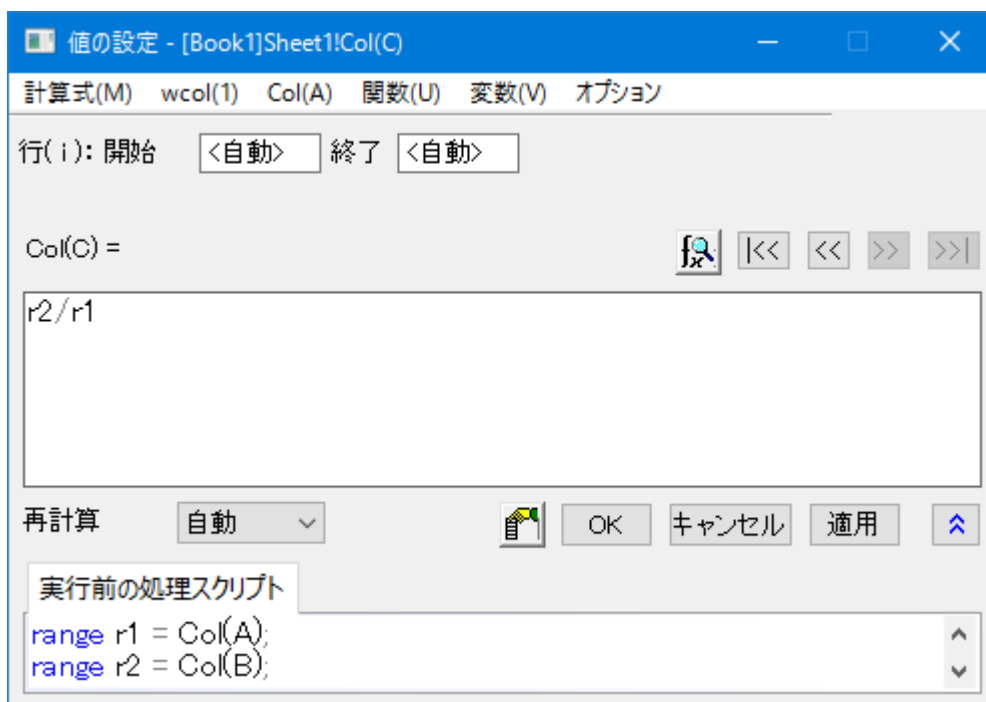 値の設定 - [Book1]Sheet1!Col(C)
計算式(M) wcol(1) Col(A) 関数(U) 変数(V) オプション
行(i): 開始 <自動> 終了 <自動>
Col(C) = |<< << >> >>|
r2/r1
再計算 自動 OK キャンセル 適用
実行前の処理スクリプト
range r1 = Col(A);
range r2 = Col(B);